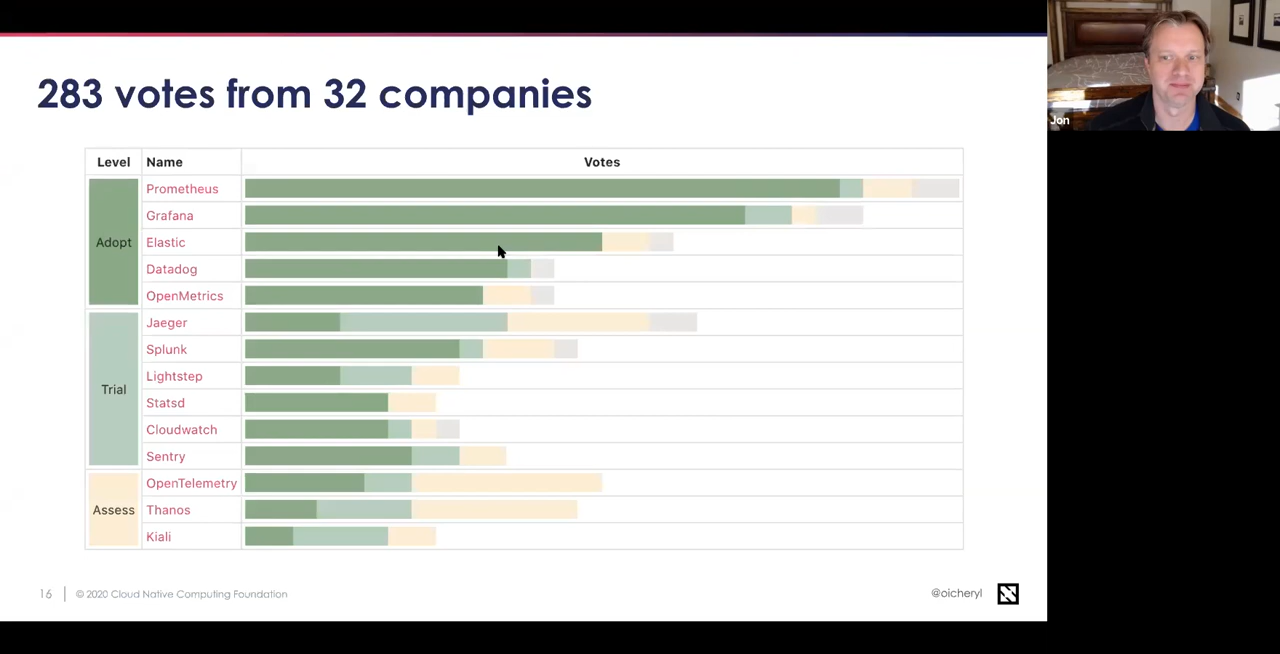 283 votes from 32 companies
Jon
Level Name Votes
Adopt
Prometheus
Grafana
Elastic
Datadog
OpenMetrics
Trial
Jaeger
Splunk
Lightstep
Statsd
Cloudwatch
Sentry
Assess
OpenTelemetry
Thanos
Kiali
16 © 2020 Cloud Native Computing Foundation @oicheryl